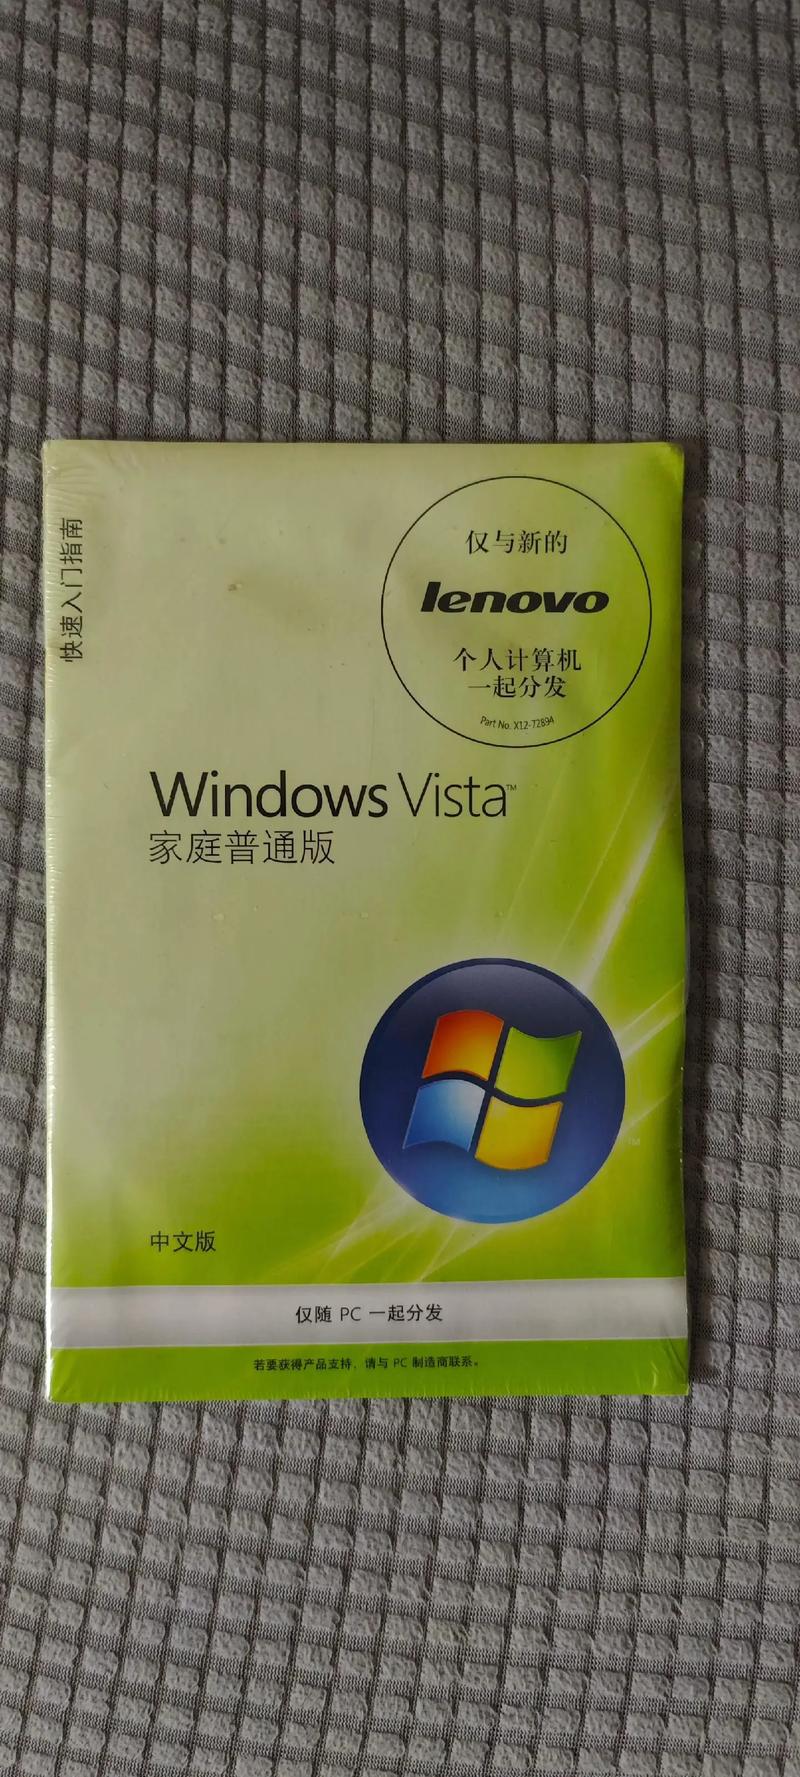 快速入门指南
仅与新的
lenovo
个人计算机
一起分发
Part No. X12-72894
Windows Vista™
家庭普通版
TM
中文版
仅随 PC 一起分发
若要获得产品支持，请与 PC 制造商联系。